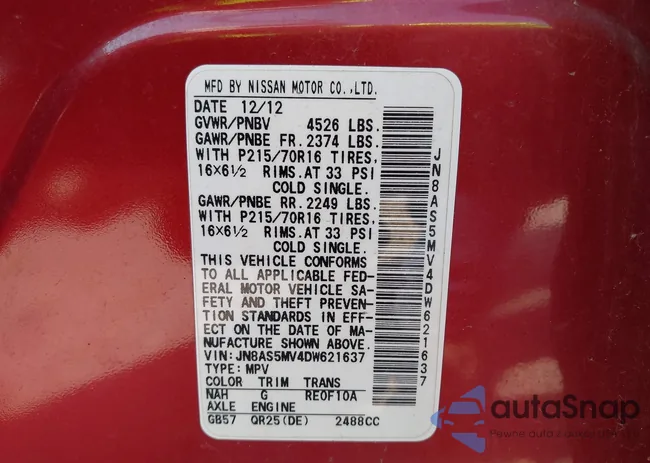 MFD BY NISSAN MOTOR CO.,LTD.
DATE 12/12
GVWR/PNBV 4526 LBS.
GAWR/PNBE FR. 2374 LBS.
WITH P215/70R16 TIRES,
16×6½ RIMS. AT 33 PSI
COLD SINGLE.
GAWR/PNBE RR. 2249 LBS.
WITH P215/70R16 TIRES,
16×6½ RIMS. AT 33 PSI
COLD SINGLE.
THIS VEHICLE CONFORMS
TO ALL APPLICABLE FED-
ERAL MOTOR VEHICLE SA-
FETY AND THEFT PREVEN-
TION STANDARDS IN EFF-
ECT ON THE DATE OF MA-
NUFACTURE SHOWN ABOVE.
VIN: JN8AS5MV4DW621637
TYPE: MPV
COLOR TRIM TRANS
NAH G RE0F10A
AXLE ENGINE
GB57 QR25(DE) 2488CC
JN8AS5MV4DW621637
autoSnap